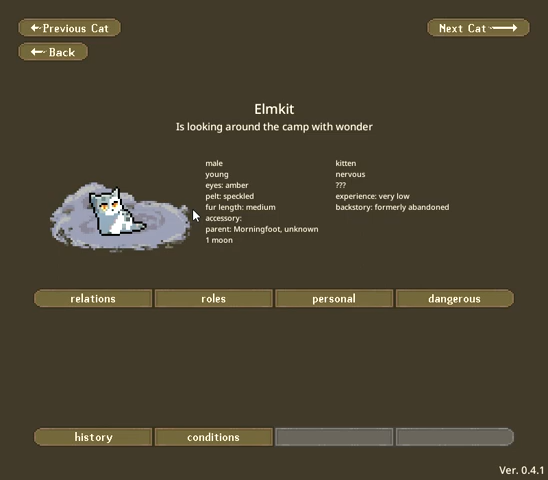 Previous Cat
Next Cat
Back
Elmkit
Is looking around the camp with wonder
male
young
eyes: amber
pelt: speckled
fur length: medium
accessory:
parent: Morningfoot, unknown
1 moon
kitten
nervous
???
experience: very low
backstory: formerly abandoned
relations
roles
personal
dangerous
history
conditions
Ver. 0.4.1